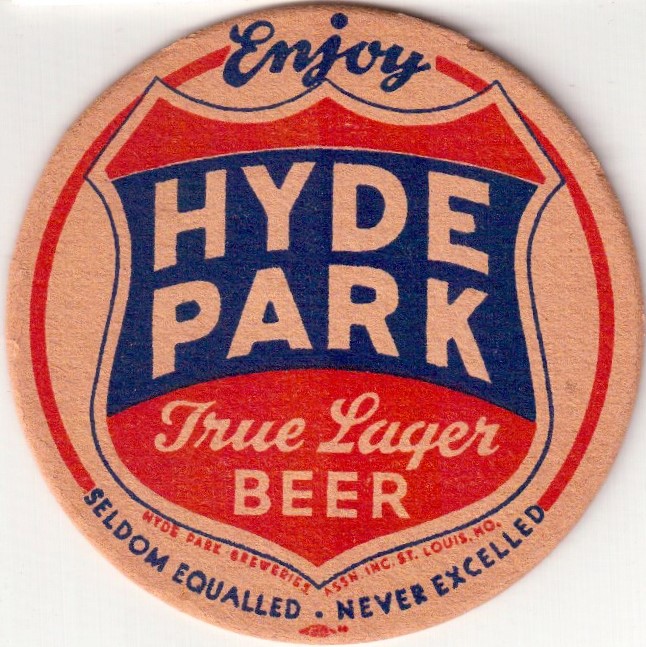 Enjoy
HYDE
PARK
True Lager
BEER
HYDE PARK BREWERIES ASSN. INC. ST. LOUIS, MO.
SELDOM EQUALLED · NEVER EXCELLED